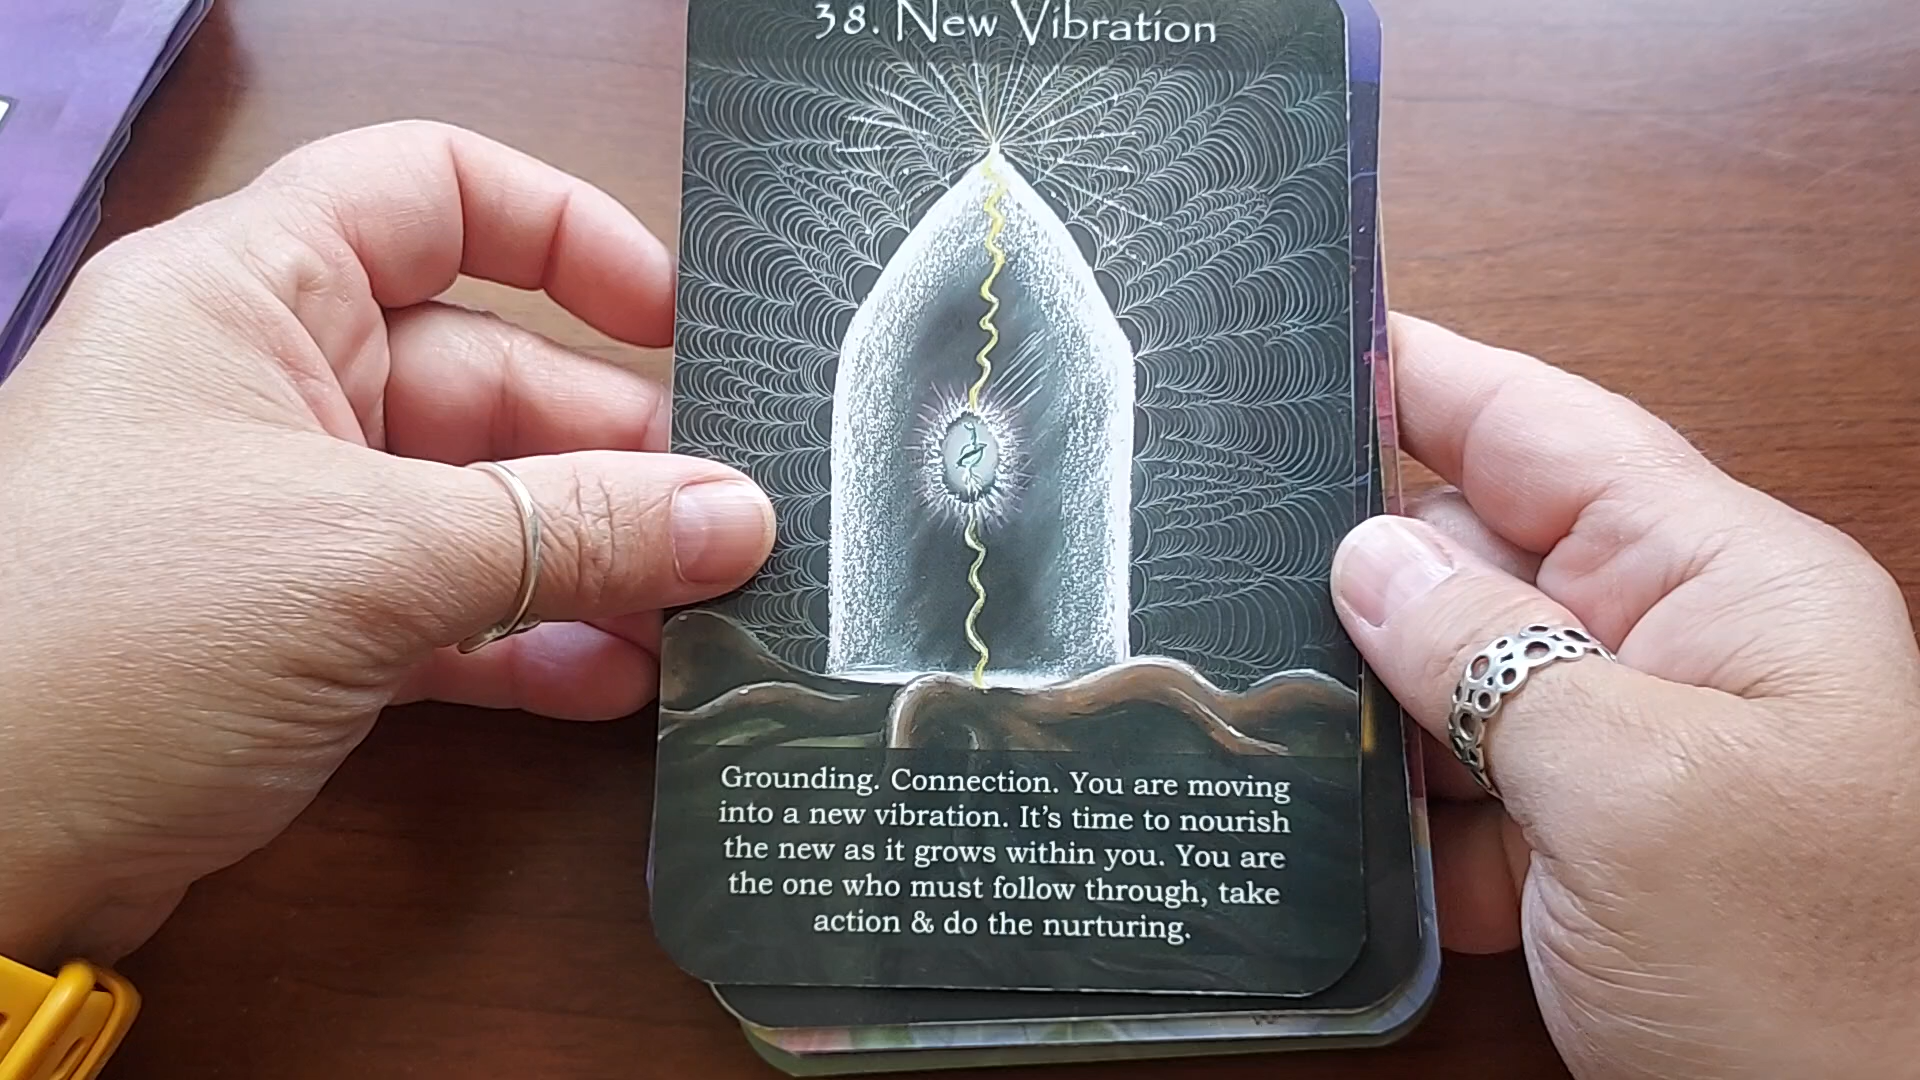 38. New Vibration
Grounding. Connection. You are moving
into a new vibration. It's time to nourish
the new as it grows within you. You are
the one who must follow through, take
action & do the nurturing.